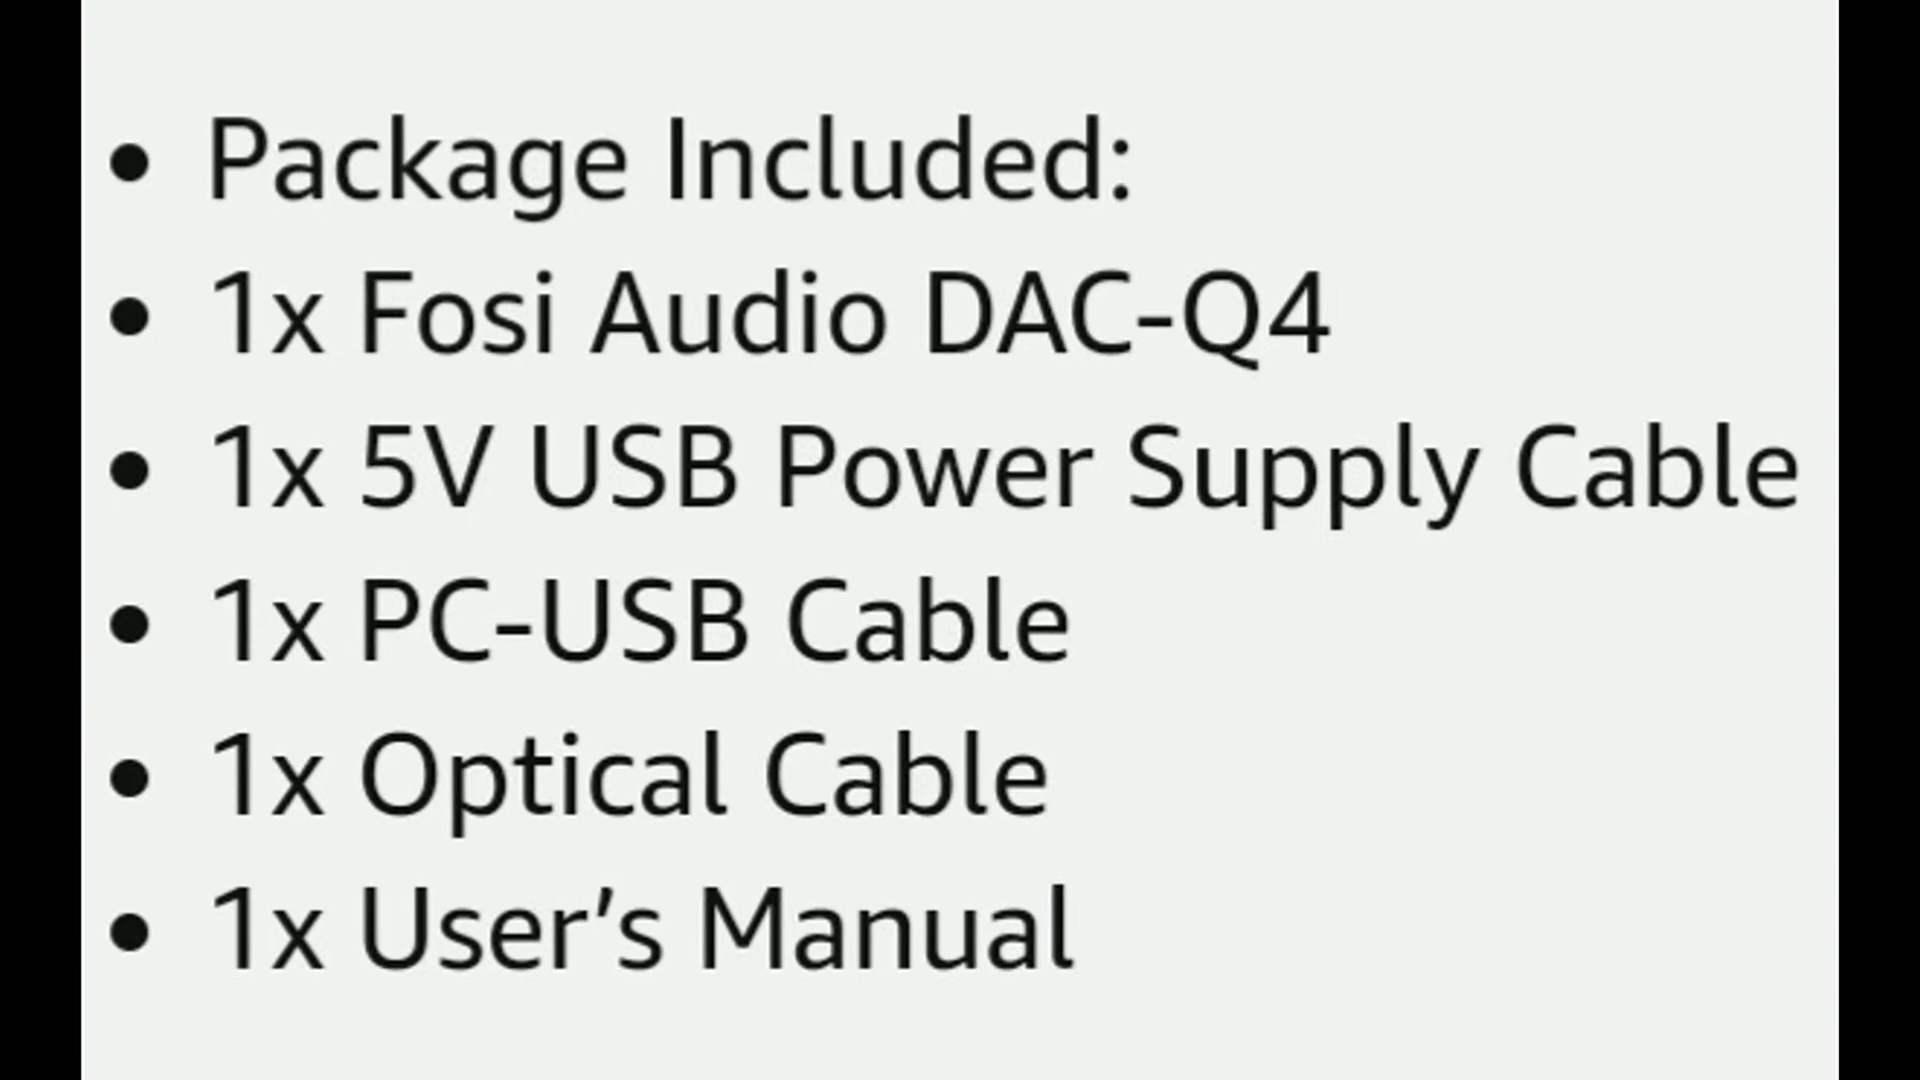 • Package Included:
• 1x Fosi Audio DAC-Q4
• 1x 5V USB Power Supply Cable
• 1x PC-USB Cable
• 1x Optical Cable
• 1x User’s Manual